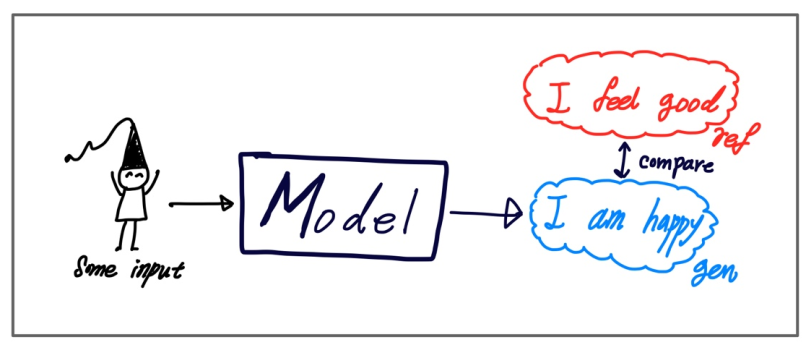 Some input
Model
I feel good
ref
compare
I am happy
gen